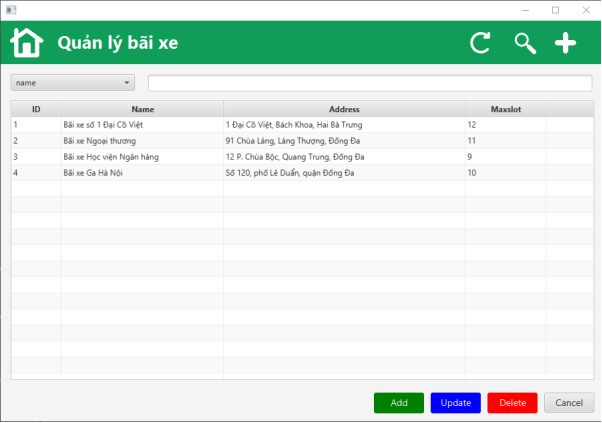 Quản lý bãi xe
name
ID Name Address Maxslot
1 Bãi xe số 1 Đại Cồ Việt 1 Đại Cồ Việt, Bách Khoa, Hai Bà Trưng 12
2 Bãi xe Ngoại thương 91 Chùa Láng, Láng Thượng, Đống Đa 11
3 Bãi xe Học viện Ngân hàng 12 P. Chùa Bộc, Quang Trung, Đống Đa 9
4 Bãi xe Ga Hà Nội Số 120, phố Lê Duẩn, quận Đống Đa 10
Add Update Delete Cancel